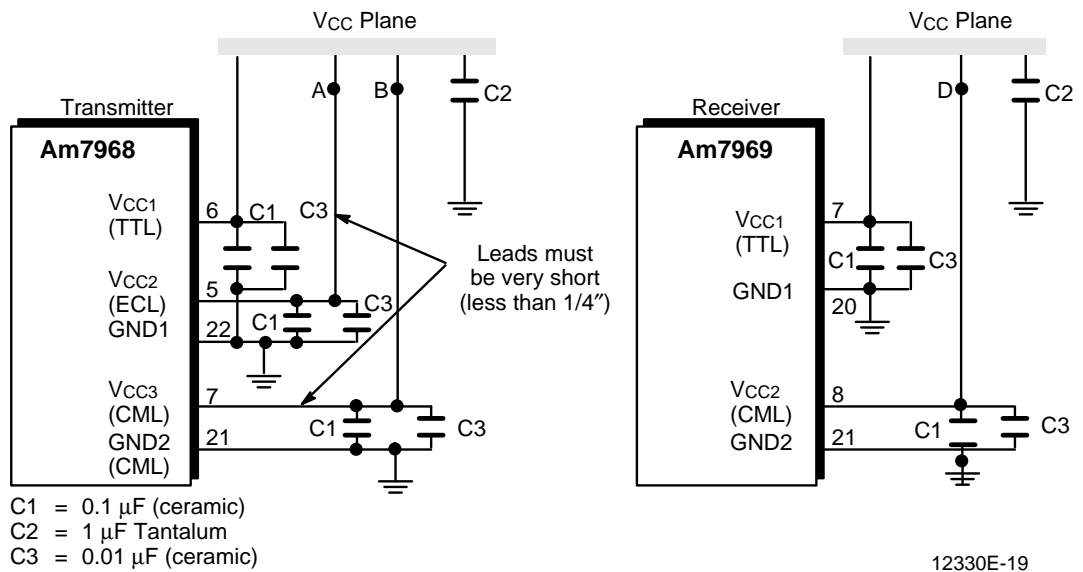 VCC Plane
A
B
C2
Transmitter
Am7968
VCC1
(TTL)
6
C1
C3
VCC2
(ECL)
5
GND1
22
C1
C3
Leads must
be very short
(less than 1/4″)
VCC3
(CML)
7
GND2
(CML)
21
C1
C3
C1 = 0.1 μF (ceramic)
C2 = 1 μF Tantalum
C3 = 0.01 μF (ceramic)
VCC Plane
D
C2
Receiver
Am7969
VCC1
(TTL)
7
C1
C3
GND1
20
VCC2
(CML)
8
GND2
21
C1
C3
12330E-19